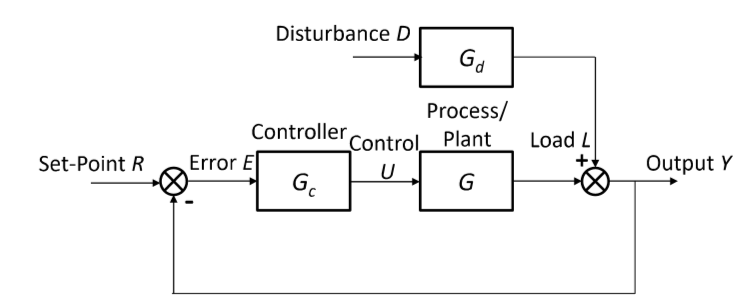 Disturbance D
G_d
Process/
Plant
Controller
Control
U
Load L
+
Set-Point R
Error E
G_c
G
Output Y
-